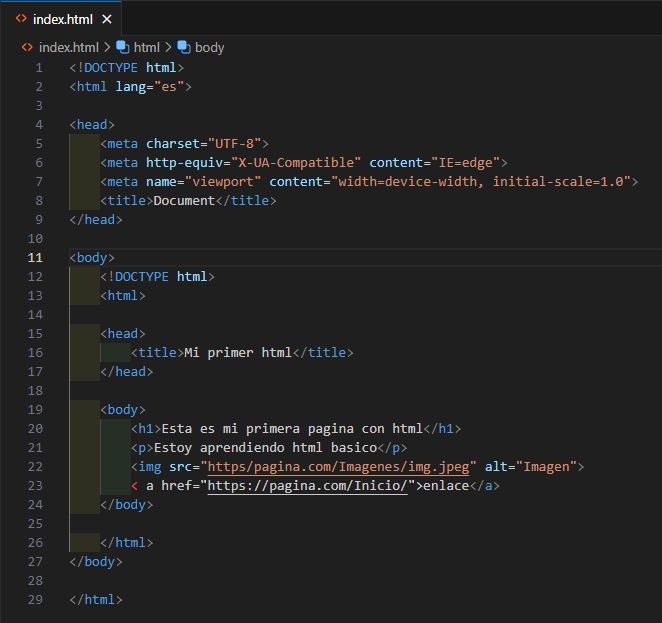 index.html
index.html > html > body
1 <!DOCTYPE html>
2 <html lang="es">
3
4 <head>
5     <meta charset="UTF-8">
6     <meta http-equiv="X-UA-Compatible" content="IE=edge">
7     <meta name="viewport" content="width=device-width, initial-scale=1.0">
8     <title>Document</title>
9 </head>
10
11 <body>
12     <!DOCTYPE html>
13     <html>
14
15     <head>
16         <title>Mi primer html</title>
17     </head>
18
19     <body>
20         <h1>Esta es mi primera pagina con html</h1>
21         <p>Estoy aprendiendo html basico</p>
22         <img src="https/pagina.com/Imagenes/img.jpeg" alt="Imagen">
23         < a href="https://pagina.com/Inicio/">enlace</a>
24     </body>
25
26     </html>
27 </body>
28
29 </html>